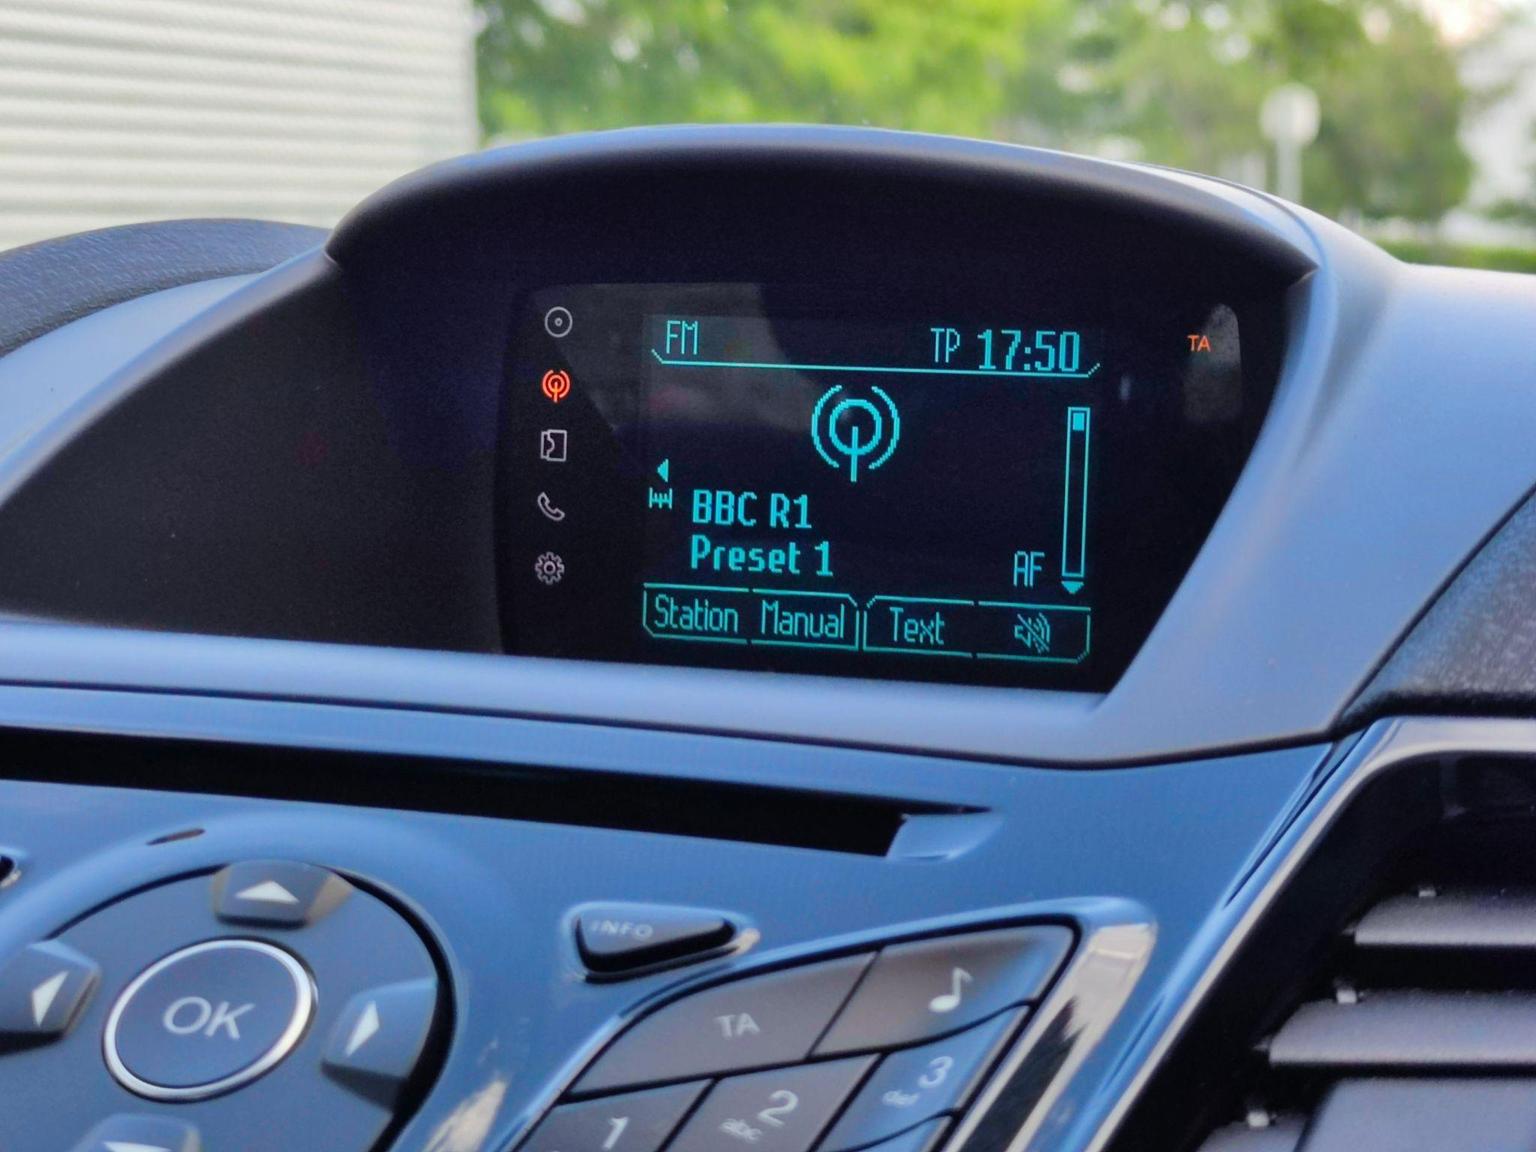 FM TP 17:50
TA
BBC R1
Preset 1
AF
Station Manual Text
INFO
OK
TA
1
2 abc
3 def